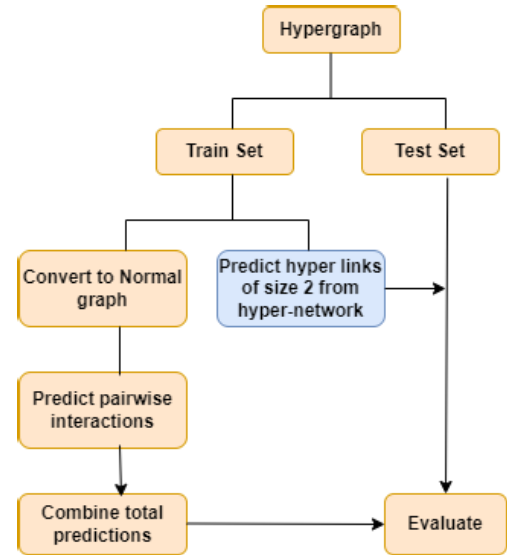 Hypergraph
Train Set
Test Set
Convert to Normal
graph
Predict hyper links
of size 2 from
hyper-network
Predict pairwise
interactions
Combine total
predictions
Evaluate